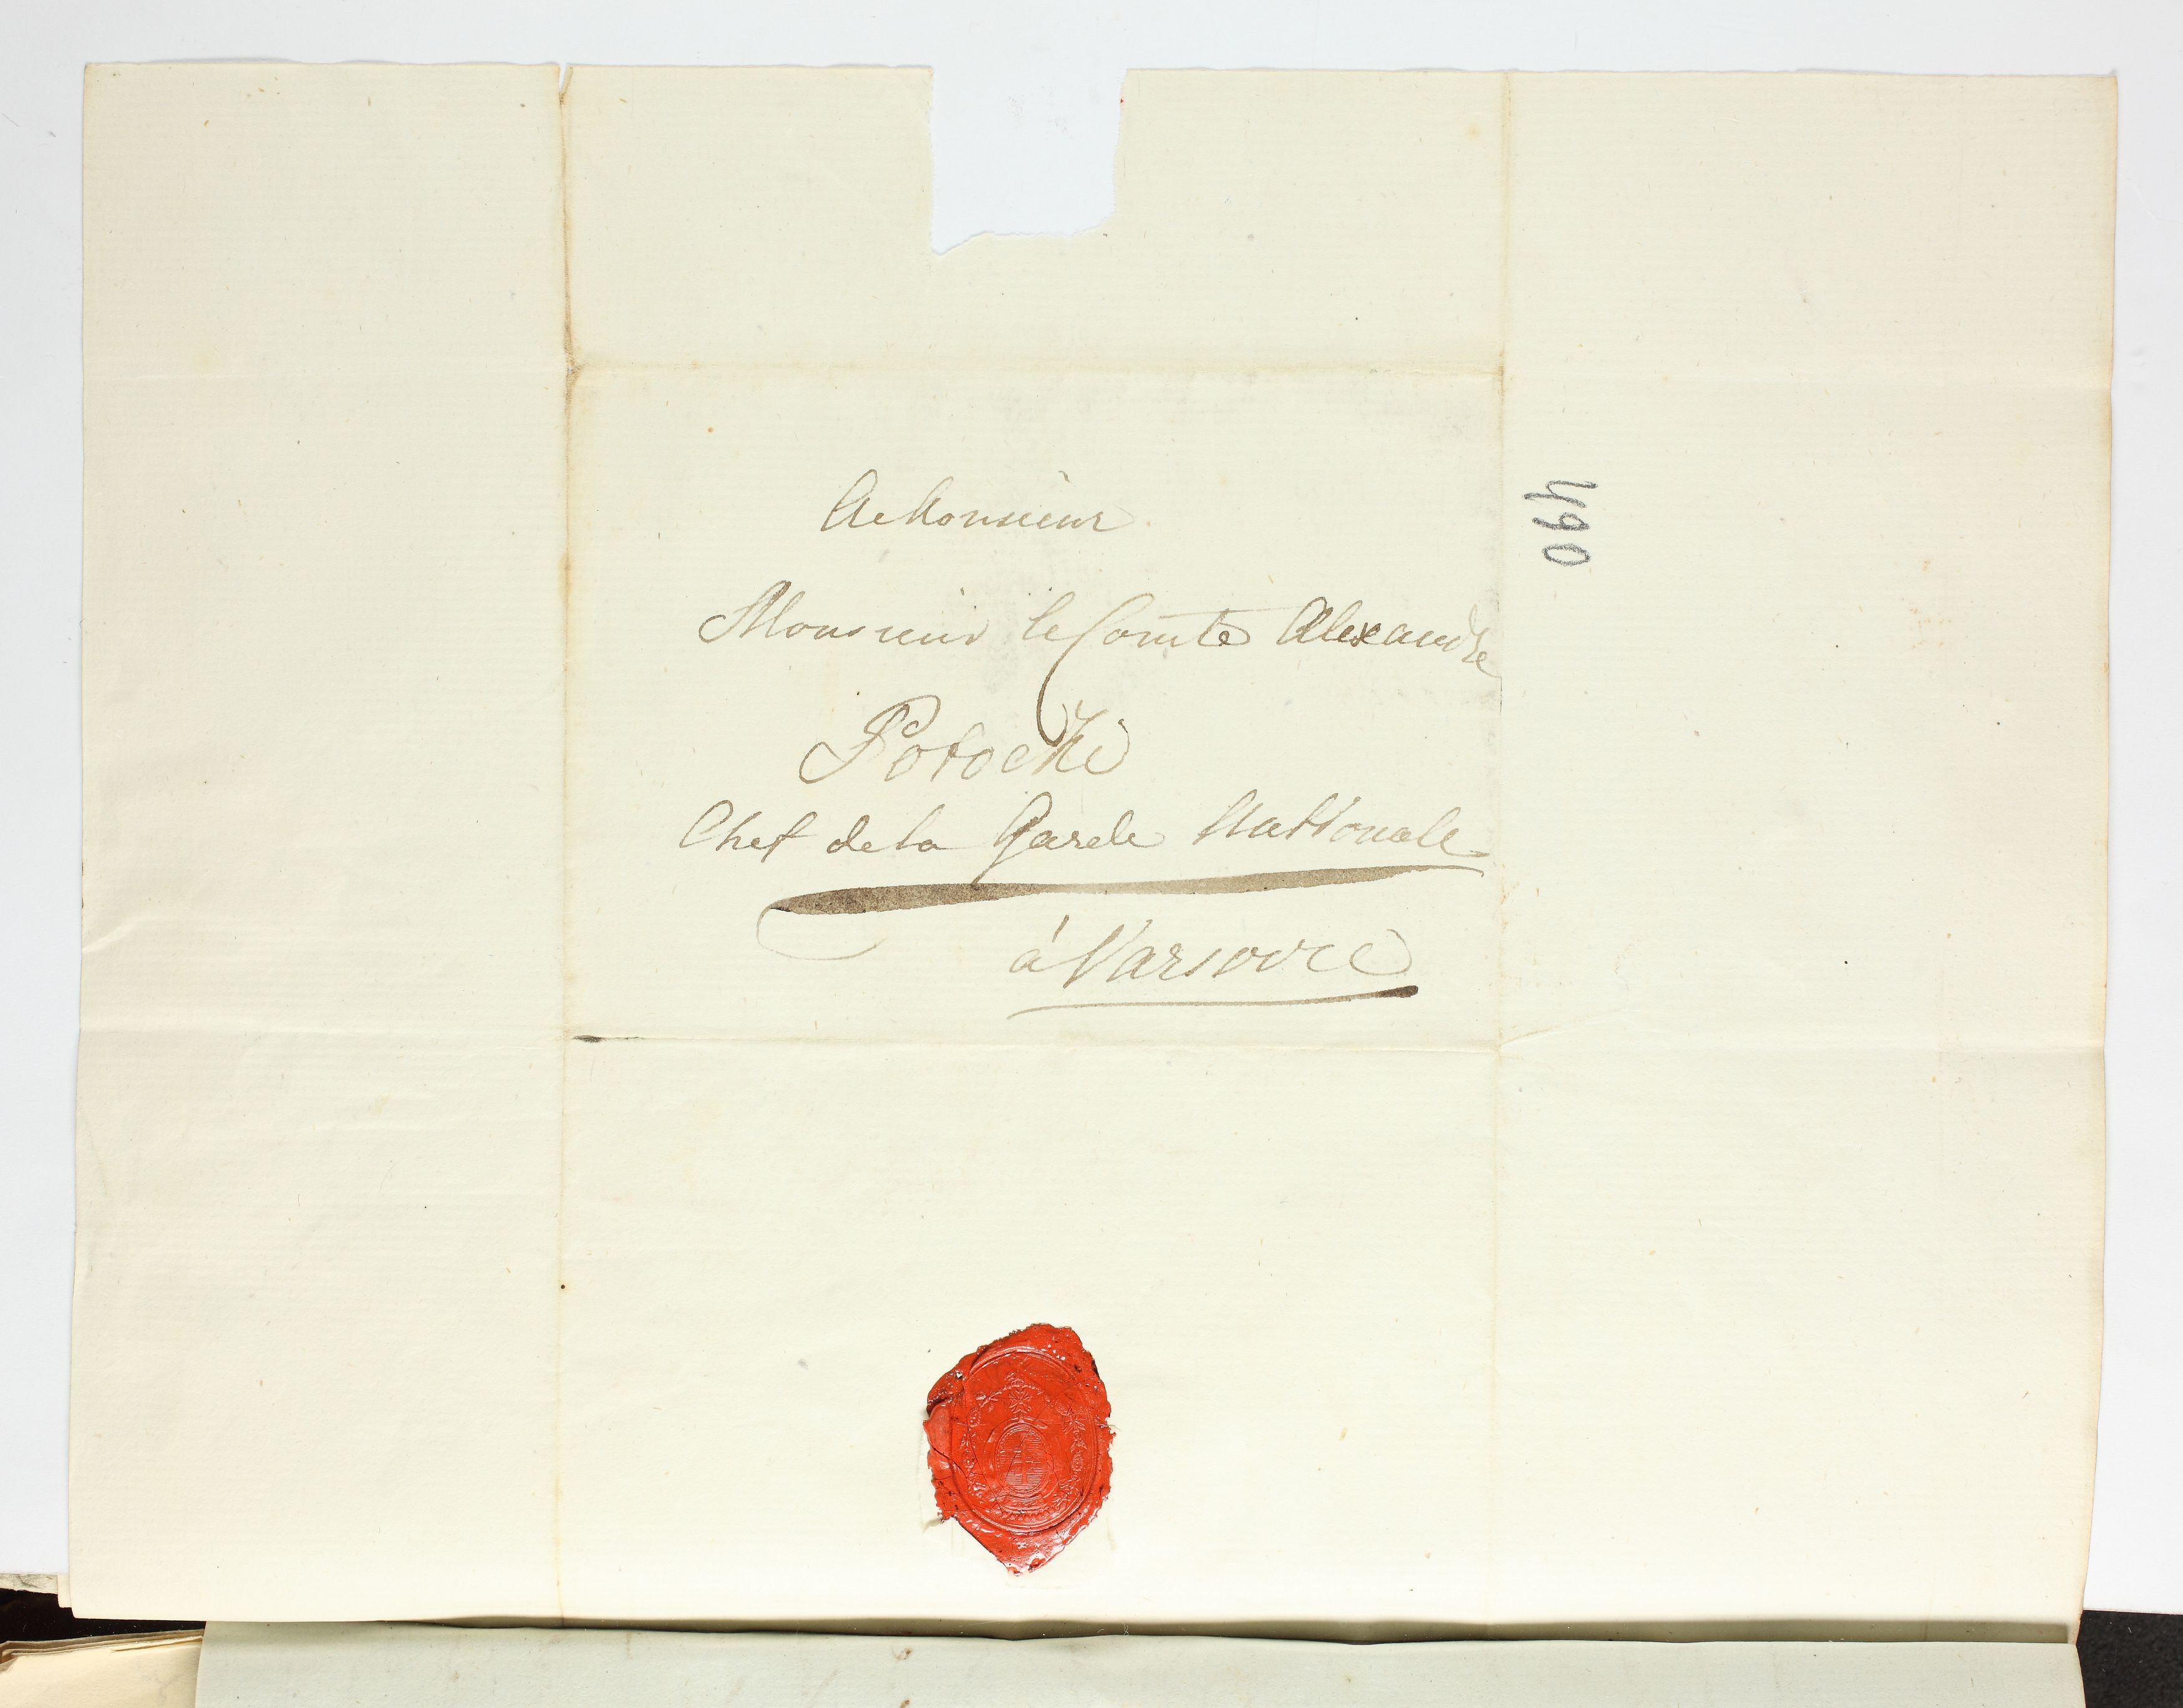 A Monsieur
Monsieur le Comte Alexandre
Potocki
Chef de la Garde Nationale
à Varsovie
490